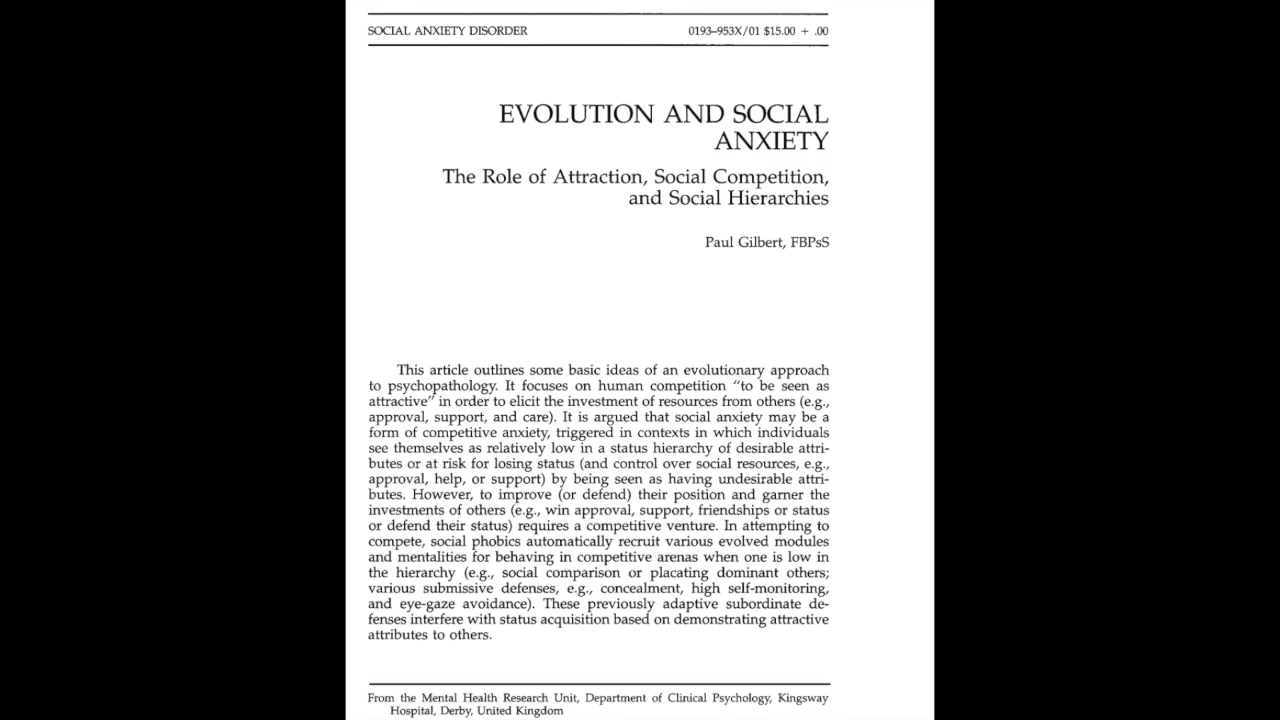 SOCIAL ANXIETY DISORDER
0193–953X/01 $15.00 + .00
EVOLUTION AND SOCIAL
ANXIETY
The Role of Attraction, Social Competition,
and Social Hierarchies
Paul Gilbert, FBPsS
This article outlines some basic ideas of an evolutionary approach
to psychopathology. It focuses on human competition “to be seen as
attractive” in order to elicit the investment of resources from others (e.g.,
approval, support, and care). It is argued that social anxiety may be a
form of competitive anxiety, triggered in contexts in which individuals
see themselves as relatively low in a status hierarchy of desirable attri-
butes or at risk for losing status (and control over social resources, e.g.,
approval, help, or support) by being seen as having undesirable attri-
butes. However, to improve (or defend) their position and garner the
investments of others (e.g., win approval, support, friendships or status
or defend their status) requires a competitive venture. In attempting to
compete, social phobics automatically recruit various evolved modules
and mentalities for behaving in competitive arenas when one is low in
the hierarchy (e.g., social comparison or placating dominant others;
various submissive defenses, e.g., concealment, high self-monitoring,
and eye-gaze avoidance). These previously adaptive subordinate de-
fenses interfere with status acquisition based on demonstrating attractive
attributes to others.
From the Mental Health Research Unit, Department of Clinical Psychology, Kingsway
Hospital, Derby, United Kingdom